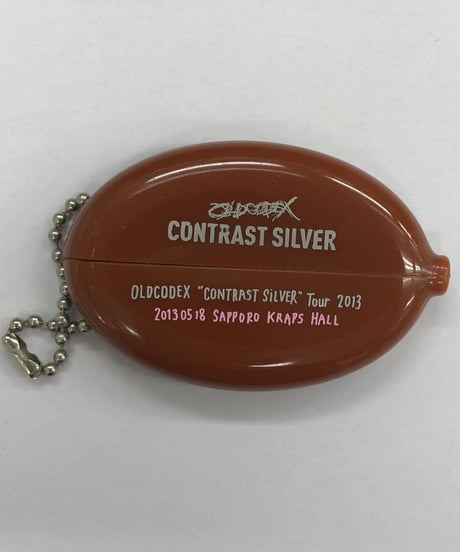 OLDCODEX
CONTRAST SILVER
OLDCODEX "CONTRAST SiLVER" Tour 2013
20130518 SAPPORO KRAPS HALL